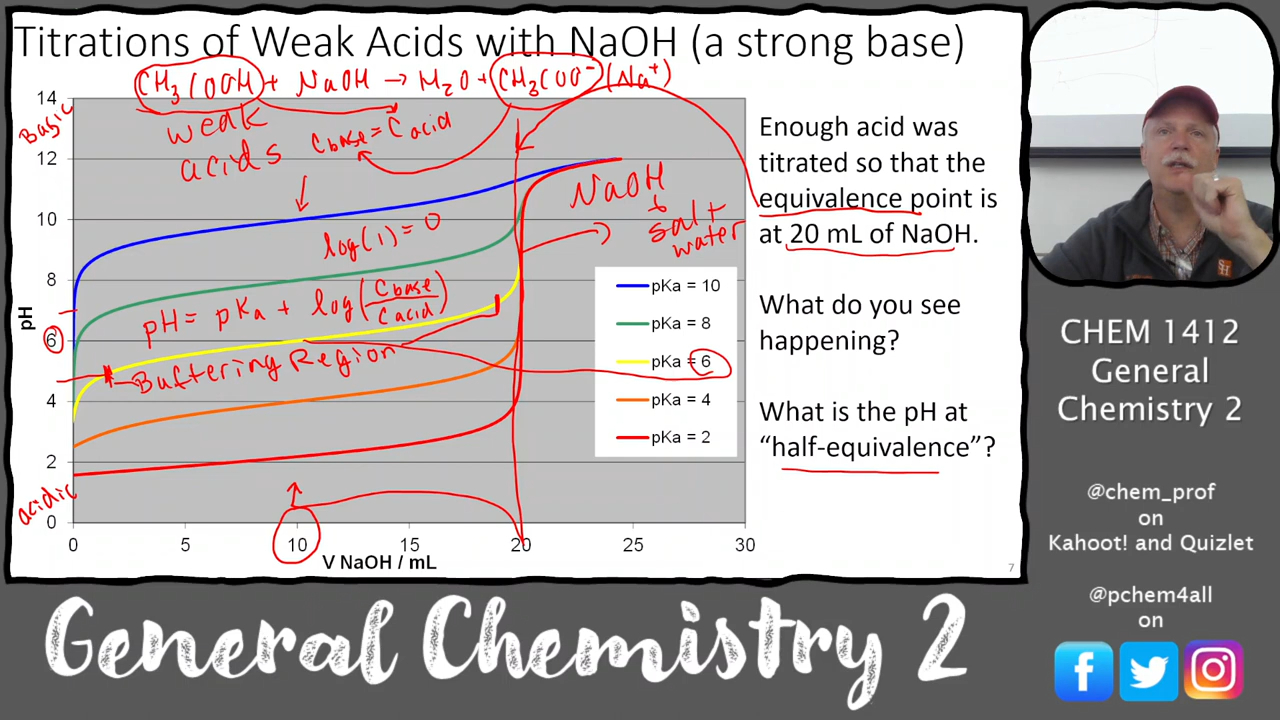 Titrations of Weak Acids with NaOH (a strong base)
CH3COOH + NaOH → H2O + CH3COO⁻ (Na⁺)
14
12
10
8
6
4
2
0
pH
Basic
acidic
weak
acids
Cbase = Cacid
log(1) = 0
pH = pKa + log(Cbase/Cacid)
Buffering Region
NaOH
salt +
water
pKa = 10
pKa = 8
pKa = 6
pKa = 4
pKa = 2
0 5 10 15 20 25 30
V NaOH / mL
Enough acid was
titrated so that the
equivalence point is
at 20 mL of NaOH.
What do you see
happening?
What is the pH at
“half-equivalence”?
7
CHEM 1412
General
Chemistry 2
@chem_prof
on
Kahoot! and Quizlet
@pchem4all
on
General Chemistry 2